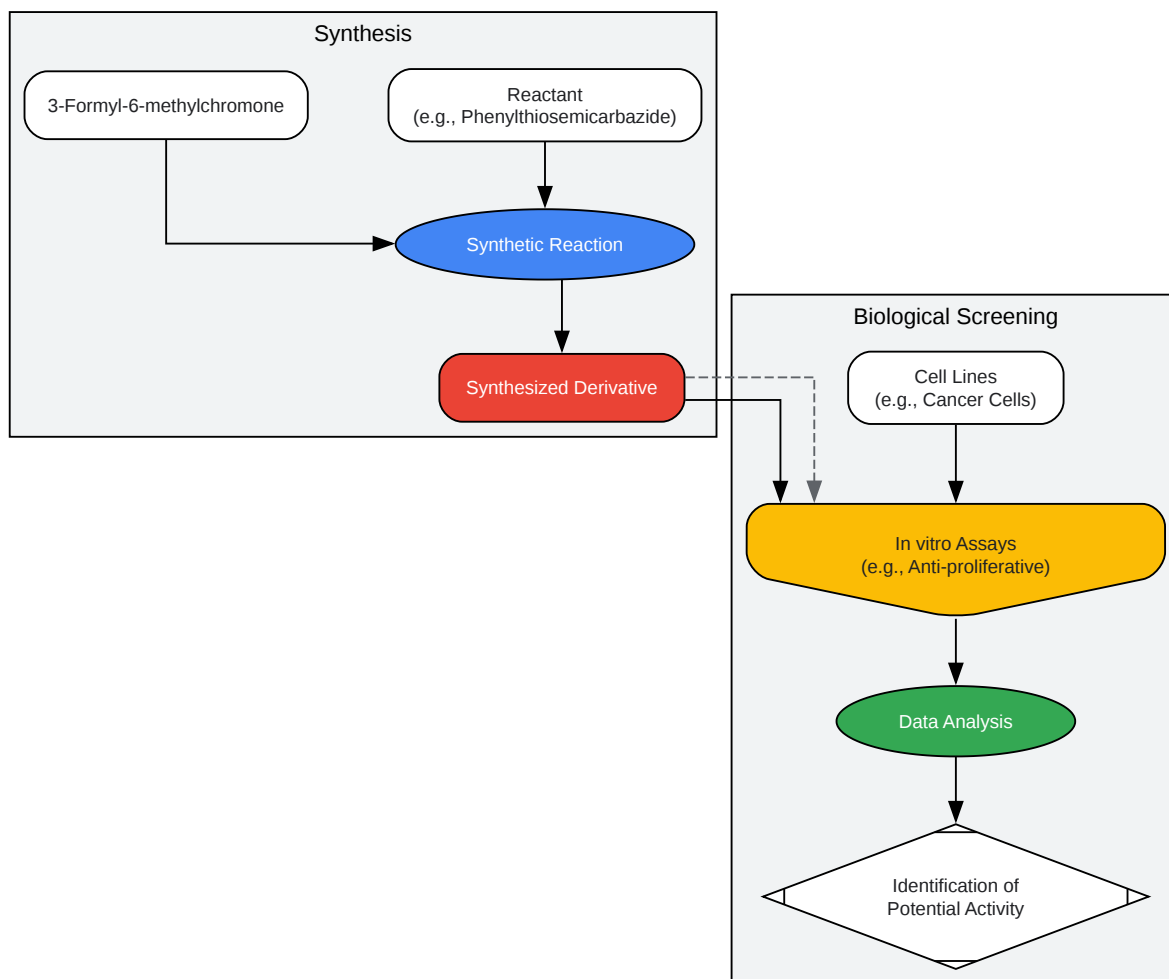 Synthesis
3-Formyl-6-methylchromone
Reactant
(e.g., Phenylthiosemicarbazide)
Synthetic Reaction
Synthesized Derivative
Biological Screening
Cell Lines
(e.g., Cancer Cells)
In vitro Assays
(e.g., Anti-proliferative)
Data Analysis
Identification of
Potential Activity